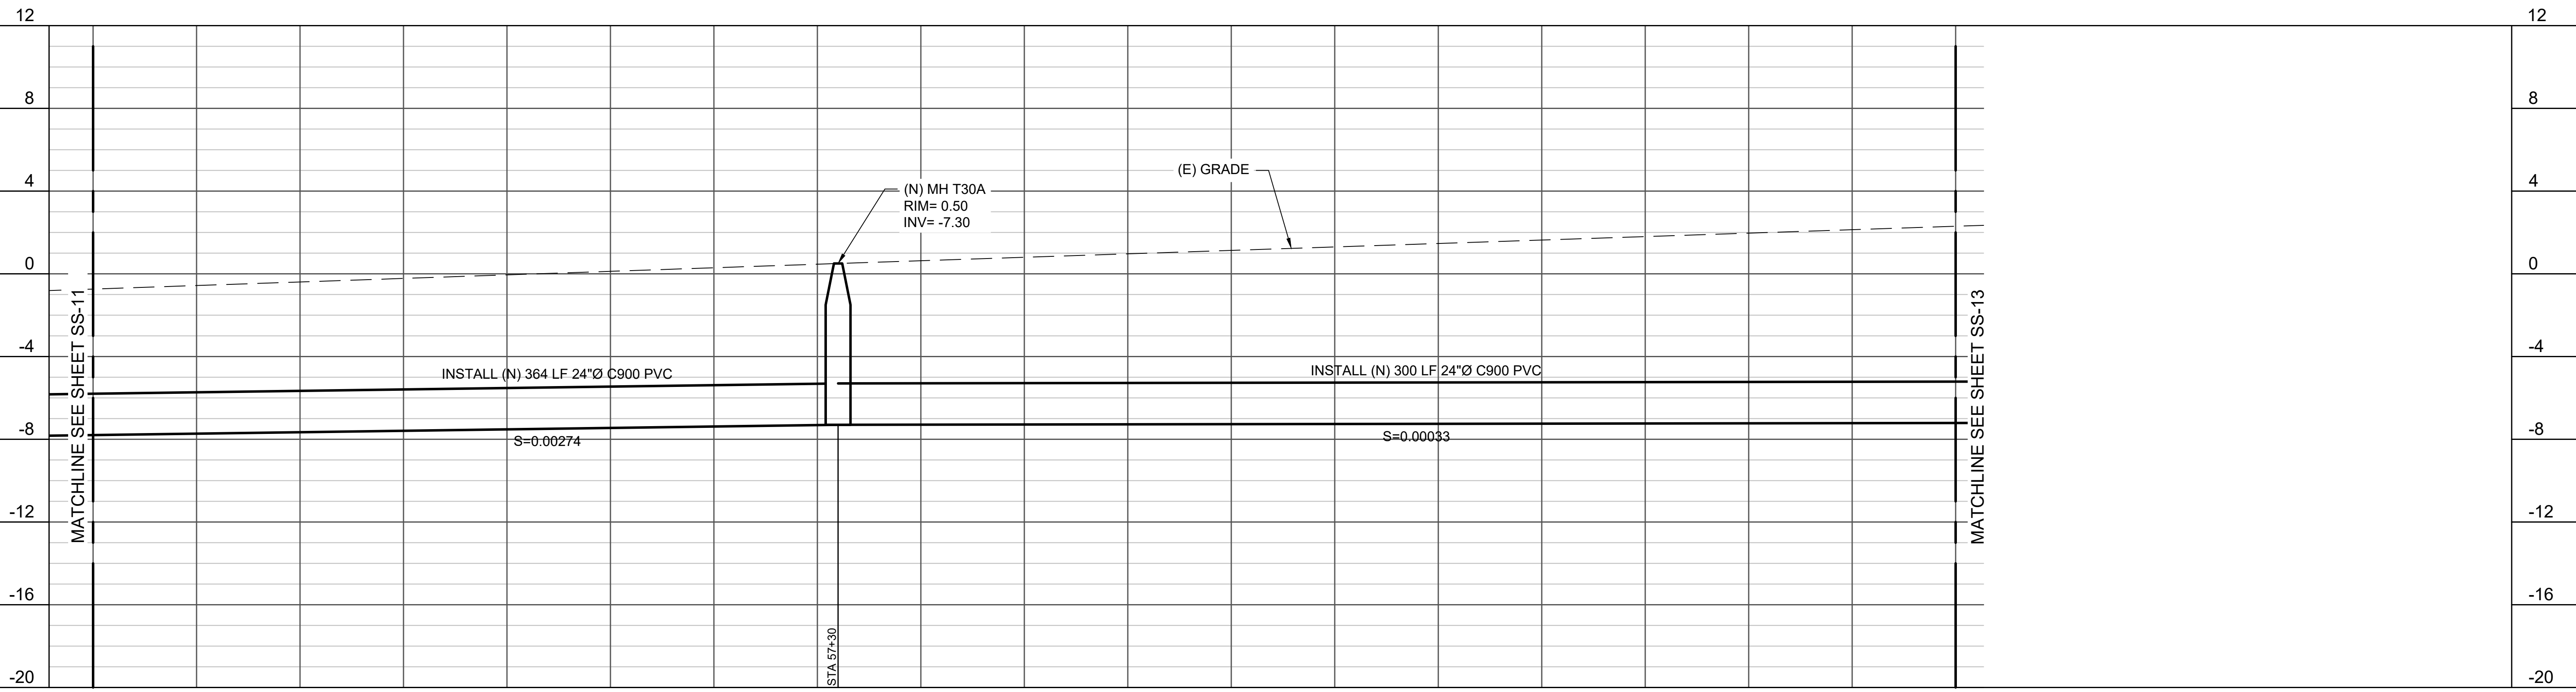 12
12
8
8
(E) GRADE
4
4
(N) MH T30A
RIM= 0.50
INV= -7.30
0
0
MATCHLINE SEE SHEET SS-11
MATCHLINE SEE SHEET SS-13
-4
-4
INSTALL (N) 364 LF 24"Ø C900 PVC
INSTALL (N) 300 LF 24"Ø C900 PVC
-8
-8
S=0.00274
S=0.00033
-12
-12
-16
-16
STA 57+30
-20
-20